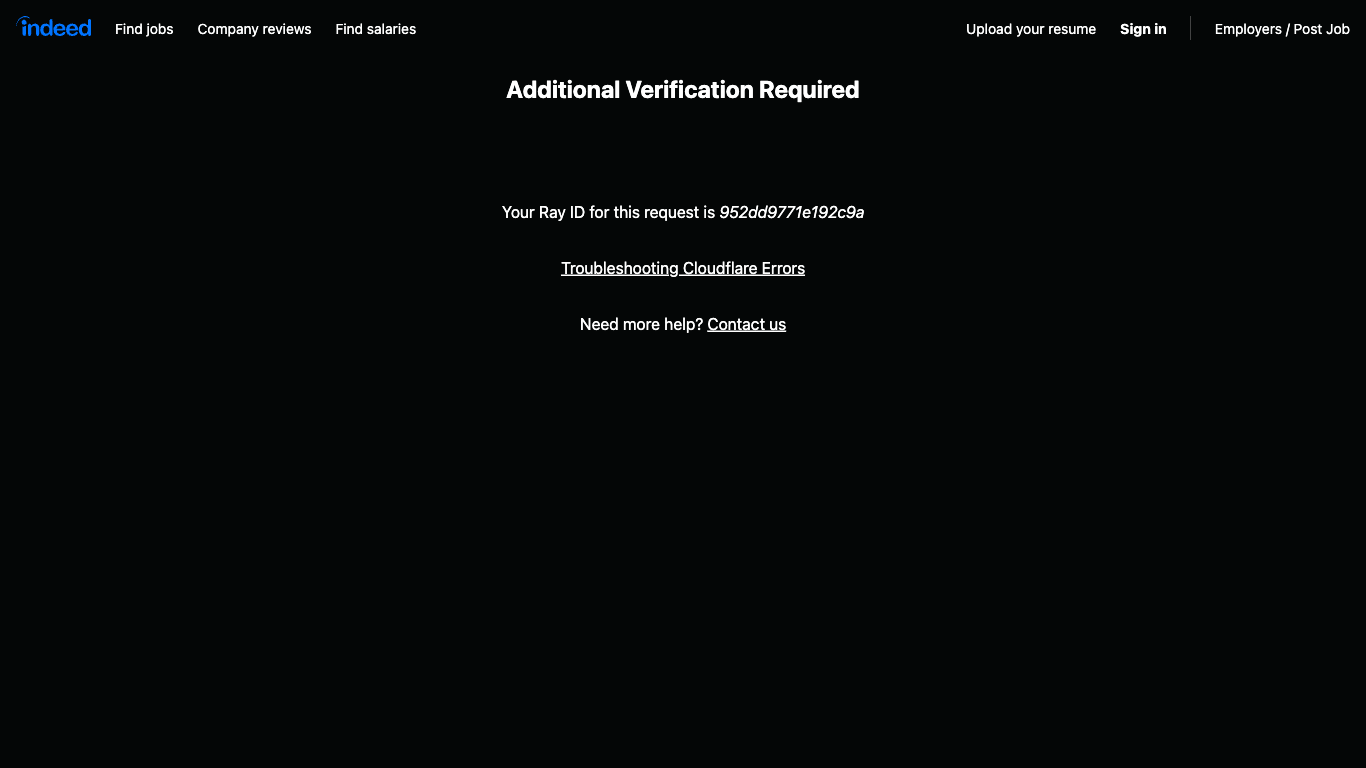 indeed Find jobs Company reviews Find salaries Upload your resume Sign in Employers / Post Job
Additional Verification Required
Your Ray ID for this request is 952dd9771e192c9a
Troubleshooting Cloudflare Errors
Need more help? Contact us